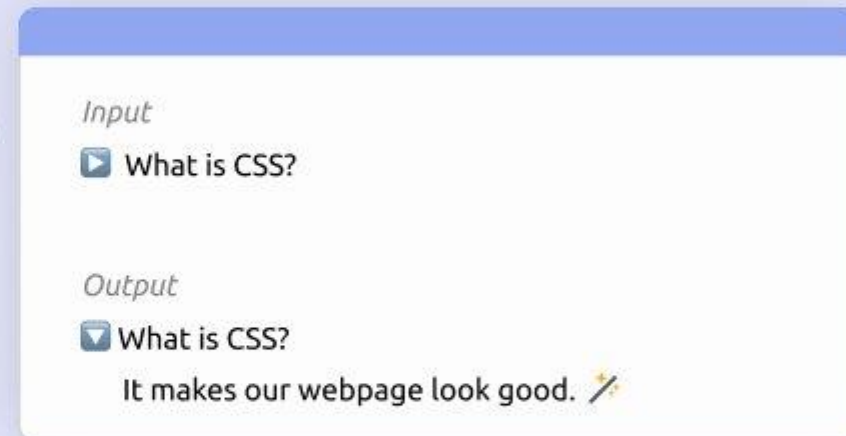 Input
▶️ What is CSS?
Output
🔽 What is CSS?
It makes our webpage look good. 🪄